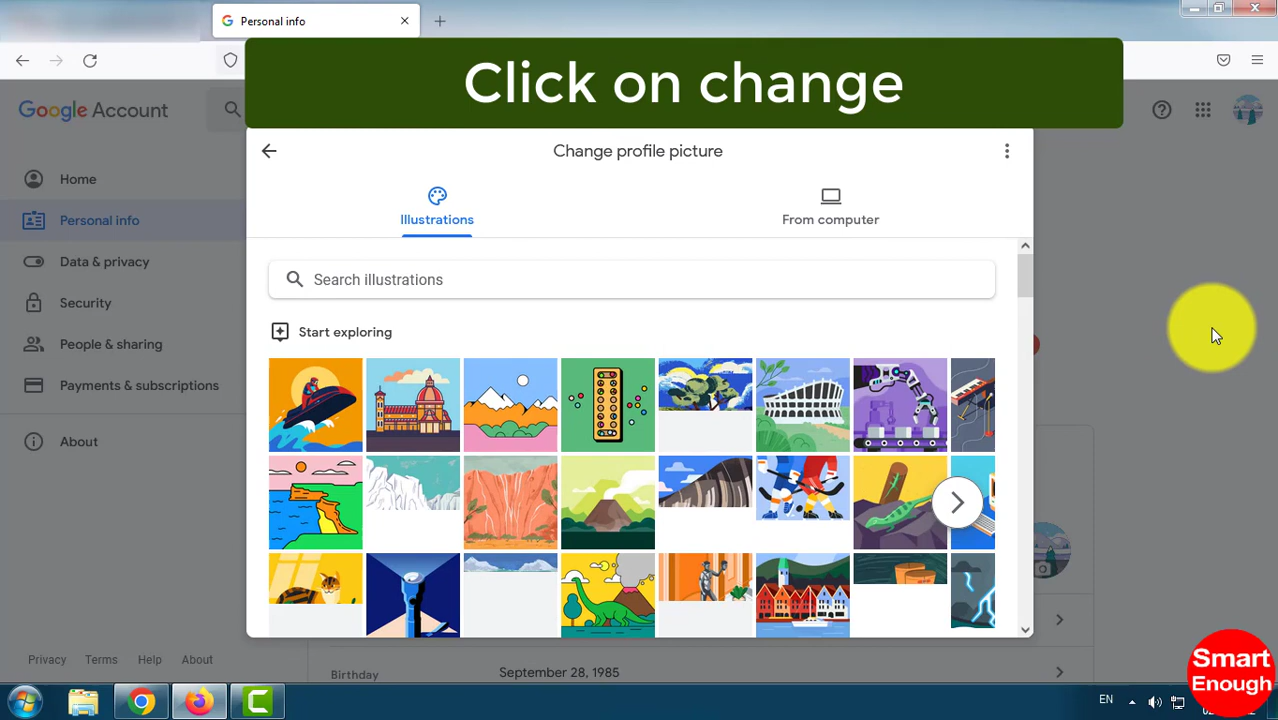 Personal info
Click on change
Google Account
Change profile picture
Home
Illustrations
From computer
Personal info
Data & privacy
Search illustrations
Security
Start exploring
People & sharing
Payments & subscriptions
About
Privacy
Terms
Help
About
Birthday
September 28, 1985
Smart
Enough
EN